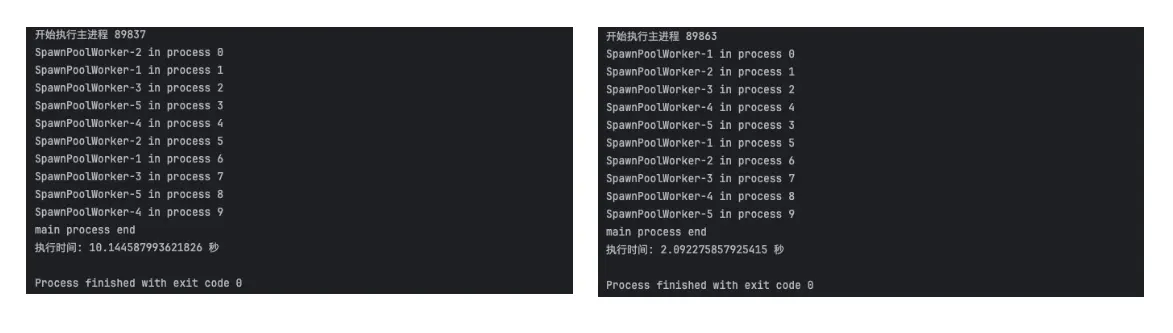 开始执行主进程 89837
SpawnPoolWorker-2 in process 0
SpawnPoolWorker-1 in process 1
SpawnPoolWorker-3 in process 2
SpawnPoolWorker-5 in process 3
SpawnPoolWorker-4 in process 4
SpawnPoolWorker-2 in process 5
SpawnPoolWorker-1 in process 6
SpawnPoolWorker-3 in process 7
SpawnPoolWorker-5 in process 8
SpawnPoolWorker-4 in process 9
main process end
执行时间: 10.144587993621826 秒
Process finished with exit code 0
开始执行主进程 89863
SpawnPoolWorker-1 in process 0
SpawnPoolWorker-2 in process 1
SpawnPoolWorker-3 in process 2
SpawnPoolWorker-4 in process 4
SpawnPoolWorker-5 in process 3
SpawnPoolWorker-1 in process 5
SpawnPoolWorker-2 in process 6
SpawnPoolWorker-3 in process 7
SpawnPoolWorker-4 in process 8
SpawnPoolWorker-5 in process 9
main process end
执行时间: 2.092275857925415 秒
Process finished with exit code 0